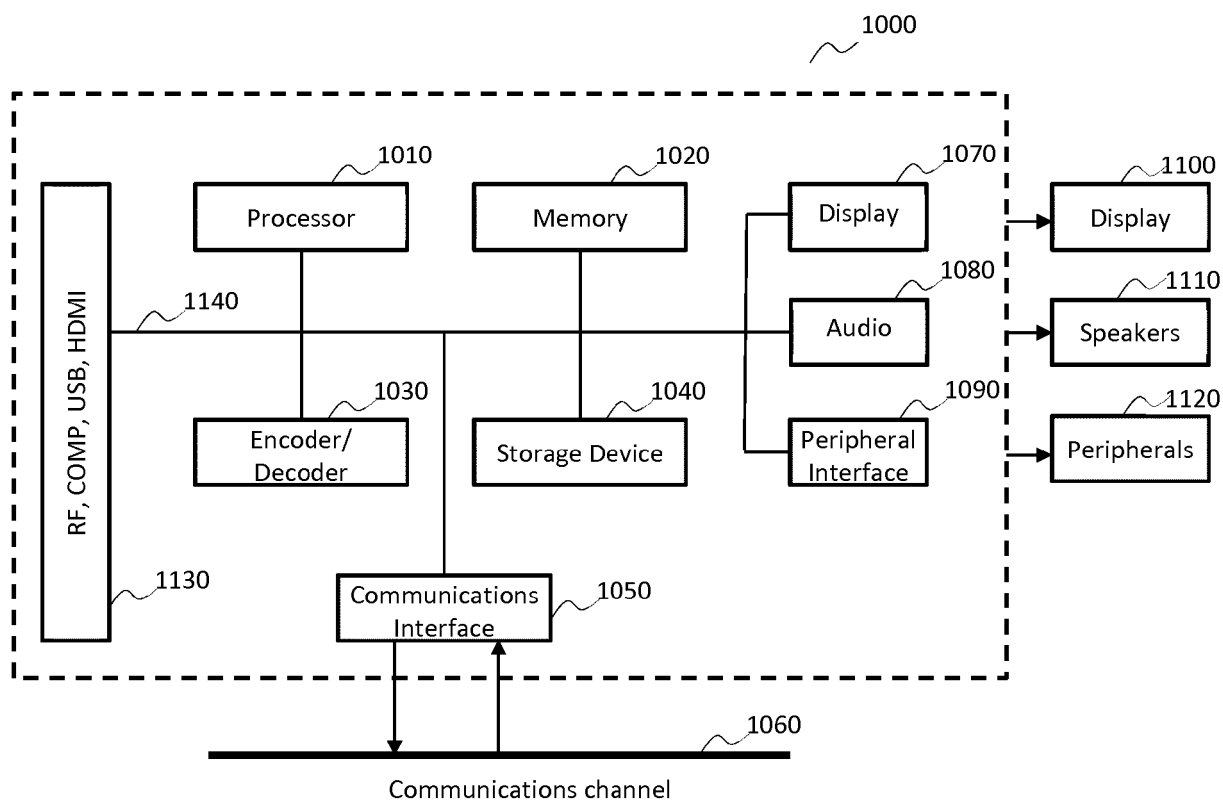 1000
1010
1020
1070
1100
Processor
Memory
Display
Display
1140
1080
1110
Audio
Speakers
RF, COMP, USB, HDMI
1030
1040
1090
1120
Encoder/
Decoder
Storage Device
Peripheral
Interface
Peripherals
1130
Communications
Interface
1050
1060
Communications channel